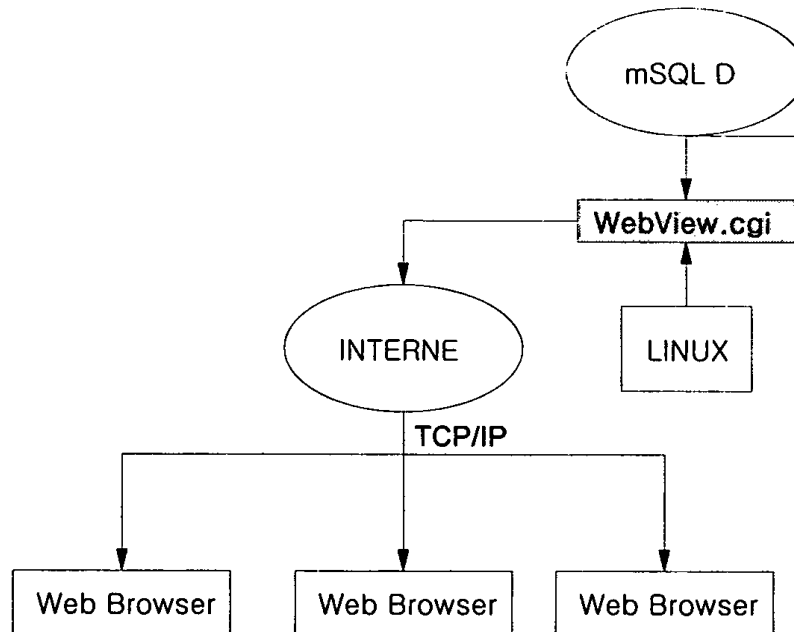 mSQL D
WebView.cgi
INTERNE
LINUX
TCP/IP
Web Browser
Web Browser
Web Browser